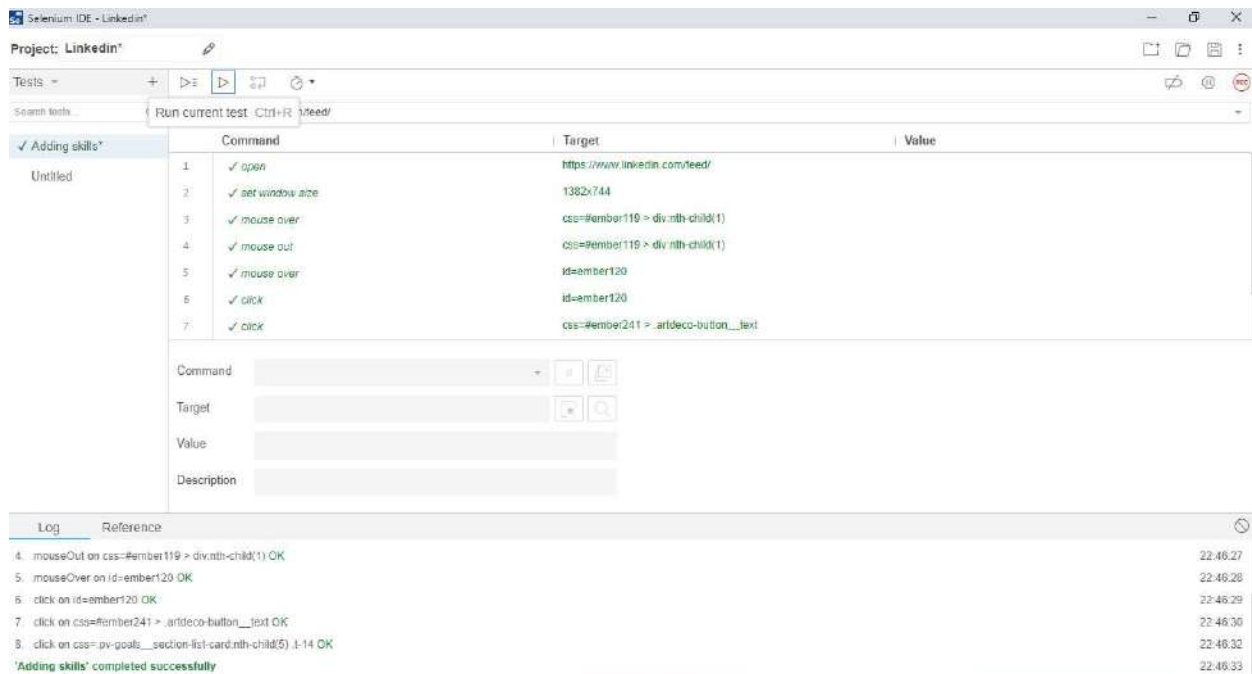 Selenium IDE - Linkedin*
Project: Linkedin*
Tests
Search tests...
Run current test Ctrl+R
/feed/
Command Target Value
✓ Adding skills*
Untitled
1 ✓ open https://www.linkedin.com/feed/
2 ✓ set window size 1382x744
3 ✓ mouse over css=#ember119 > div:nth-child(1)
4 ✓ mouse out css=#ember119 > div:nth-child(1)
5 ✓ mouse over id=ember120
6 ✓ click id=ember120
7 ✓ click css=#ember241 > .artdeco-button__text
Command
//
Target
Value
Description
Log Reference
4. mouseOut on css=#ember119 > div:nth-child(1) OK 22:46:27
5. mouseOver on id=ember120 OK 22:46:28
6. click on id=ember120 OK 22:46:29
7. click on css=#ember241 > .artdeco-button__text OK 22:46:30
8. click on css=.pv-goals__section-list-card:nth-child(5) .t-14 OK 22:46:32
'Adding skills' completed successfully 22:46:33
REC